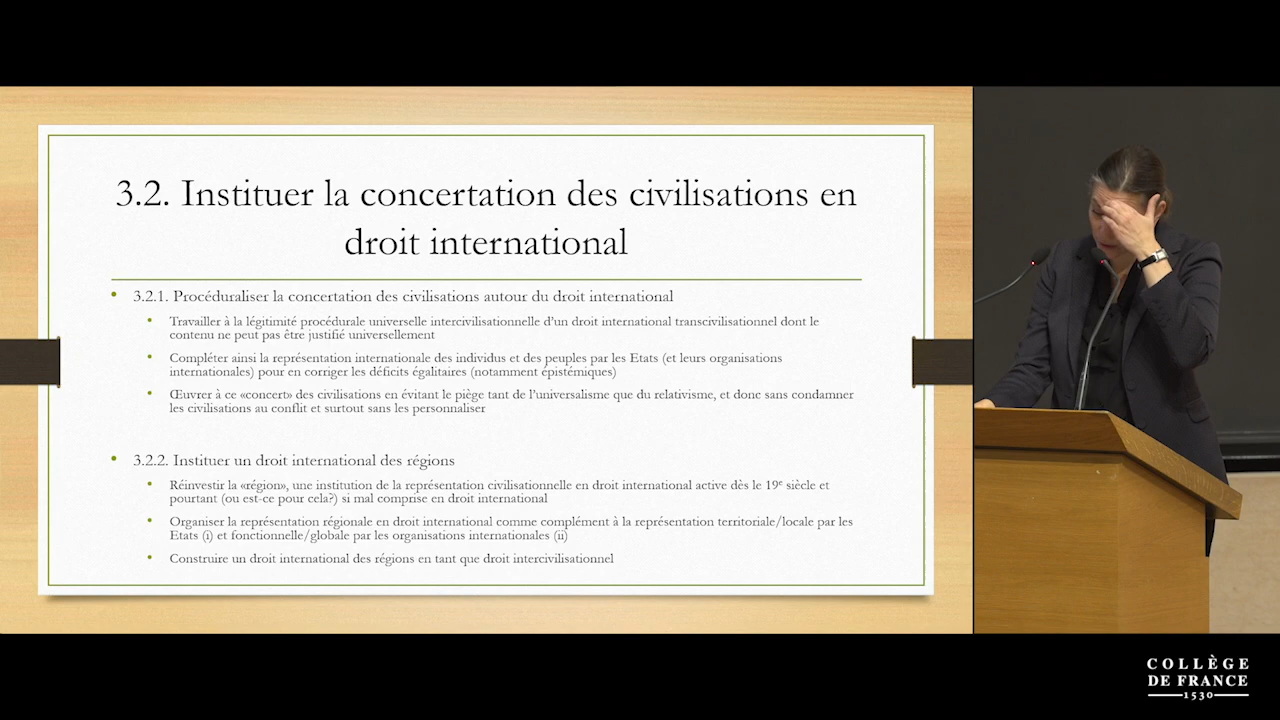 3.2. Instituer la concertation des civilisations en
droit international
• 3.2.1. Procéduraliser la concertation des civilisations autour du droit international
• Travailler à la légitimité procédurale universelle intercivilisationnelle d’un droit international transcivilisationnel dont le
contenu ne peut pas être justifié universellement
• Compléter ainsi la représentation internationale des individus et des peuples par les Etats (et leurs organisations
internationales) pour en corriger les déficits égalitaires (notamment épistémiques)
• Œuvrer à ce «concert» des civilisations en évitant le piège tant de l’universalisme que du relativisme, et donc sans condamner
les civilisations au conflit et surtout sans les personnaliser
• 3.2.2. Instituer un droit international des régions
• Réinvestir la «région», une institution de la représentation civilisationnelle en droit international active dès le 19e siècle et
pourtant (ou est-ce pour cela?) si mal comprise en droit international
• Organiser la représentation régionale en droit international comme complément à la représentation territoriale/locale par les
Etats (i) et fonctionnelle/globale par les organisations internationales (ii)
• Construire un droit international des régions en tant que droit intercivilisationnel
COLLÈGE
DE FRANCE
1530